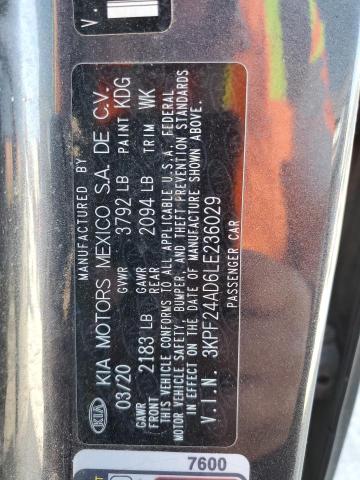 MANUFACTURED BY
KIA KIA MOTORS MEXICO S.A. DE C.V.
03/20 GVWR 3792 LB PAINT KDG
GAWR FRONT 2183 LB GAWR REAR 2094 LB TRIM WK
THIS VEHICLE CONFORMS TO ALL APPLICABLE U.S.A. FEDERAL
MOTOR VEHICLE SAFETY, BUMPER, AND THEFT PREVENTION STANDARDS
IN EFFECT ON THE DATE OF MANUFACTURE SHOWN ABOVE.
V.I.N. 3KPF24AD6LE236029
PASSENGER CAR
7600